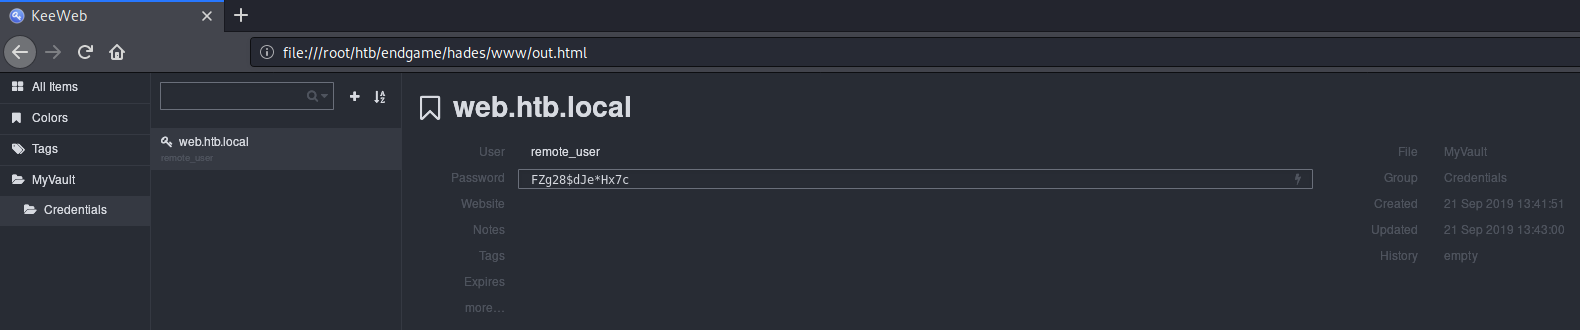 KeeWeb
file:///root/htb/endgame/hades/www/out.html
All Items
Colors
Tags
MyVault
Credentials
web.htb.local
remote_user
web.htb.local
User remote_user
Password FZg28$dJe*Hx7c
Website
Notes
Tags
Expires
more...
File MyVault
Group Credentials
Created 21 Sep 2019 13:41:51
Updated 21 Sep 2019 13:43:00
History empty